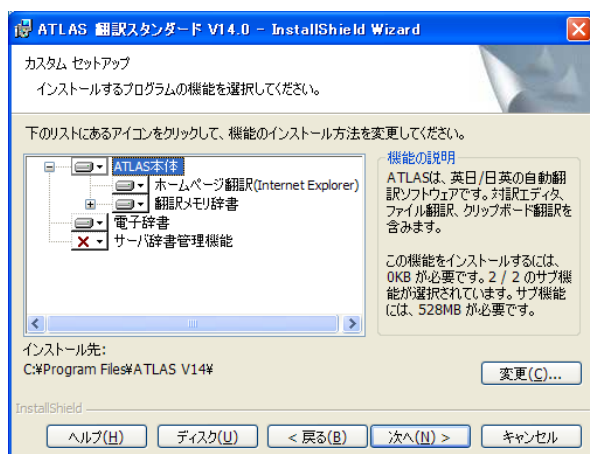 ATLAS 翻訳スタンダード V14.0 - InstallShield Wizard
カスタム セットアップ
インストールするプログラムの機能を選択してください。
下のリストにあるアイコンをクリックして、機能のインストール方法を変更してください。
ATLAS本体
ホームページ翻訳(Internet Explorer)
翻訳メモリ辞書
電子辞書
サーバ辞書管理機能
機能の説明
ATLASは、英日/日英の自動翻
訳ソフトウェアです。対訳エディタ、
ファイル翻訳、クリップボード翻訳を
含みます。
この機能をインストールするには、
0KB が必要です。2 / 2 のサブ機
能が選択されています。サブ機能
には、528MB が必要です。
インストール先:
C:¥Program Files¥ATLAS V14¥
変更(C)...
InstallShield
ヘルプ(H)
ディスク(U)
< 戻る(B)
次へ(N) >
キャンセル